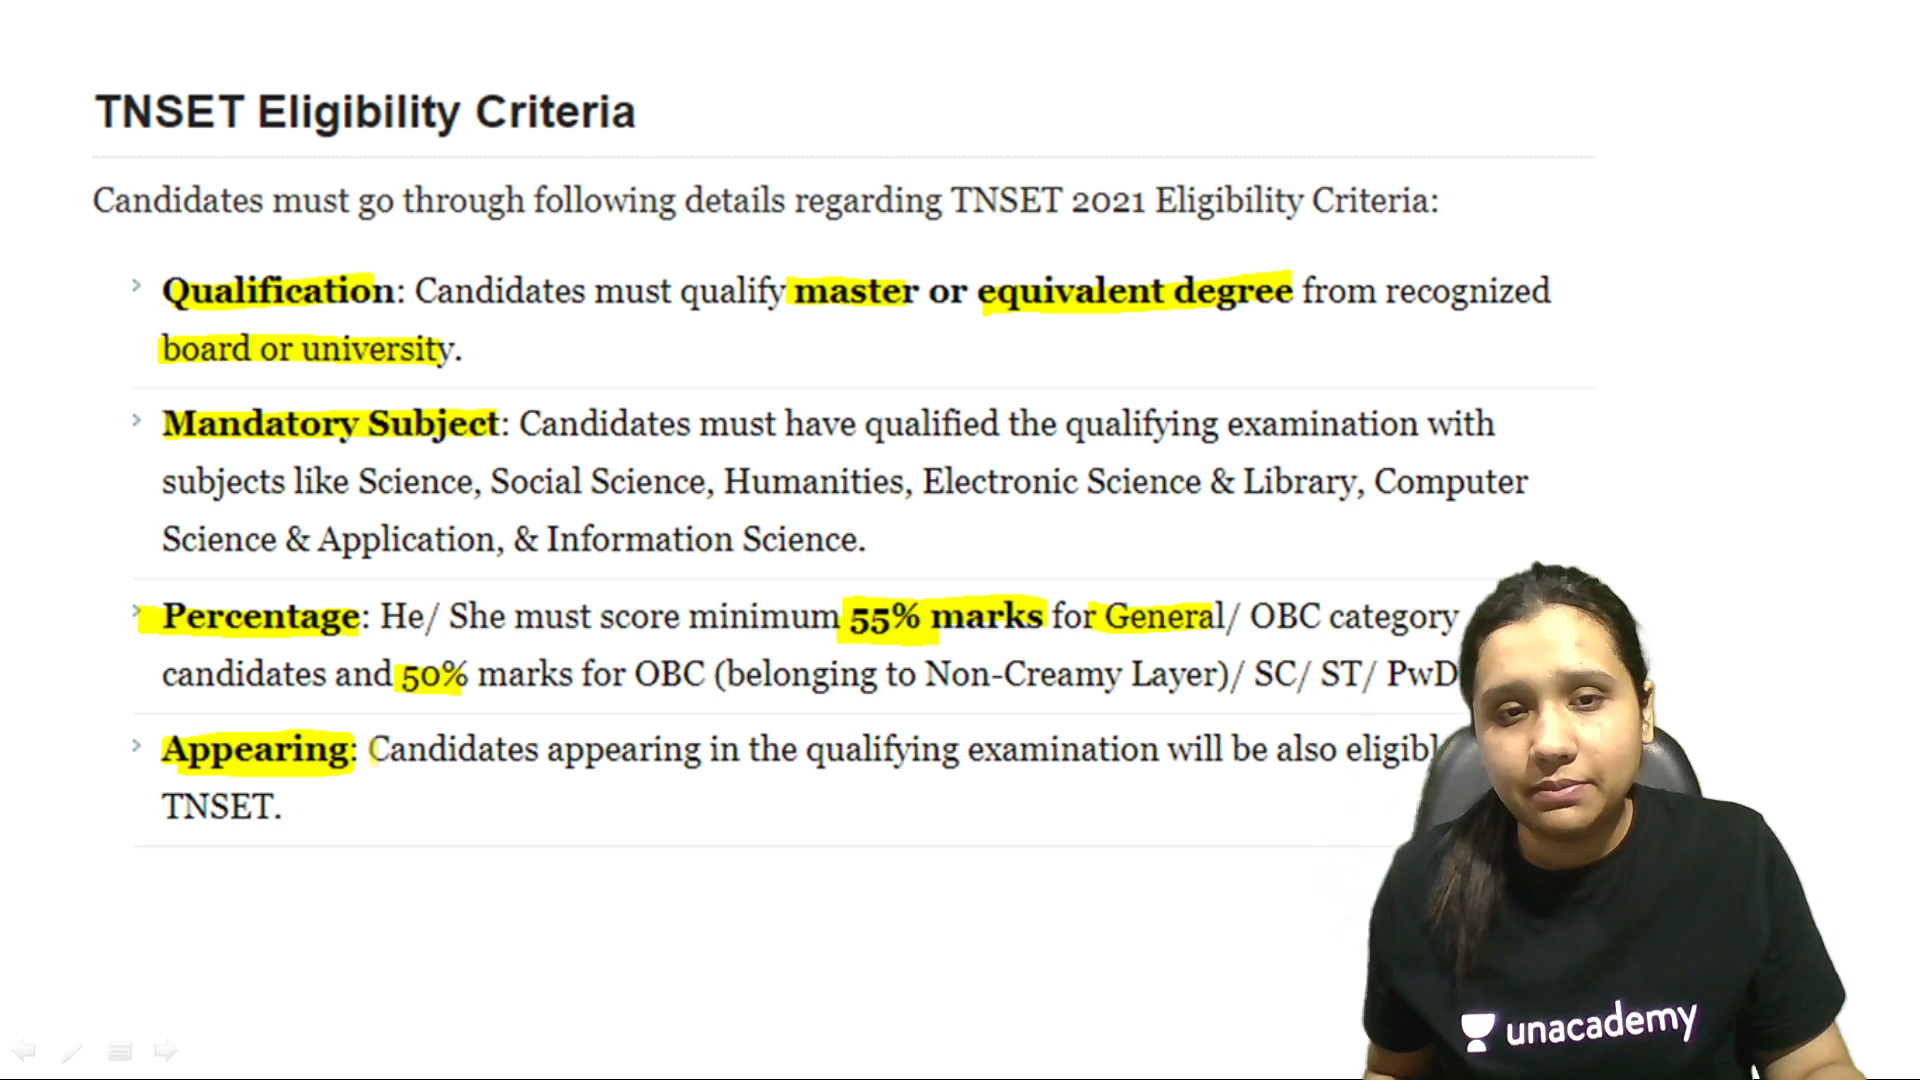 TNSET Eligibility Criteria
Candidates must go through following details regarding TNSET 2021 Eligibility Criteria:
Qualification: Candidates must qualify master or equivalent degree from recognized
board or university.
Mandatory Subject: Candidates must have qualified the qualifying examination with
subjects like Science, Social Science, Humanities, Electronic Science & Library, Computer
Science & Application, & Information Science.
Percentage: He/ She must score minimum 55% marks for General/ OBC category
candidates and 50% marks for OBC (belonging to Non-Creamy Layer)/ SC/ ST/ PwD
Appearing: Candidates appearing in the qualifying examination will be also
TNSET.
unacademy